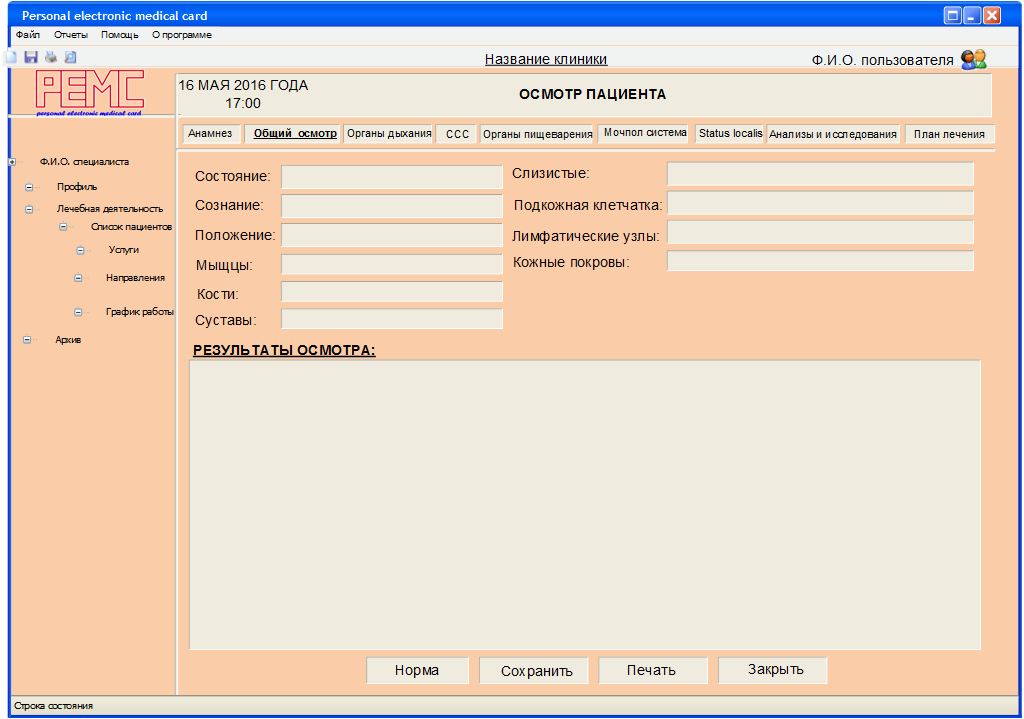 Personal electronic medical card
Файл Отчеты Помощь О программе
Название клиники
Ф.И.О. пользователя
PEMC
personal electronic medical card
16 МАЯ 2016 ГОДА
17:00
ОСМОТР ПАЦИЕНТА
Анамнез Общий осмотр Органы дыхания ССС Органы пищеварения Мочпол система Status localis Анализы и исследования План лечения
Ф.И.О. специалиста
Профиль
Лечебная деятельность
Список пациентов
Услуги
Направления
График работы
Архив
Состояние:
Сознание:
Положение:
Мыщцы:
Кости:
Суставы:
Слизистые:
Подкожная клетчатка:
Лимфатические узлы:
Кожные покровы:
РЕЗУЛЬТАТЫ ОСМОТРА:
Норма Сохранить Печать Закрыть
Строка состояния